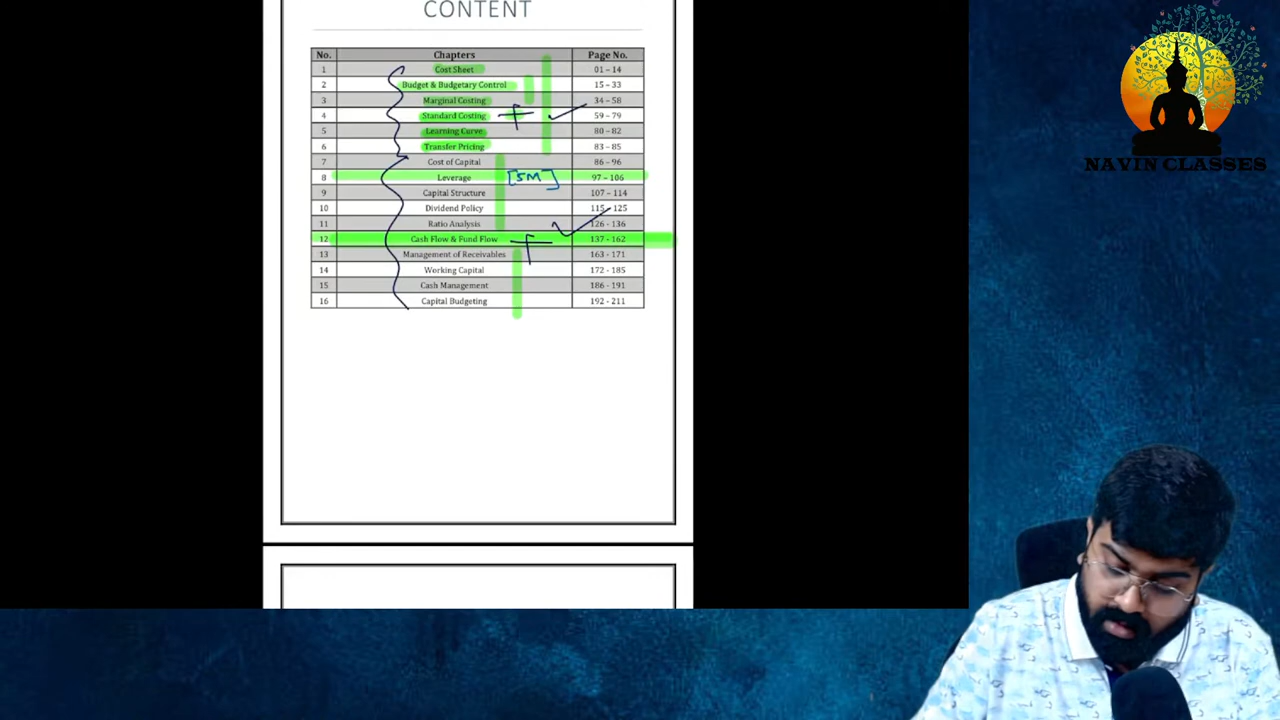 CONTENT
No. Chapters Page No.
1 Cost Sheet 01 – 14
2 Budget & Budgetary Control 15 – 33
3 Marginal Costing 34 – 58
4 Standard Costing 59 – 79
5 Learning Curve 80 – 82
6 Transfer Pricing 83 – 85
7 Cost of Capital 86 – 96
8 Leverage [5M] 97 – 106
9 Capital Structure 107 – 114
10 Dividend Policy 115 - 125
11 Ratio Analysis 126 - 136
12 Cash Flow & Fund Flow 137 - 162
13 Management of Receivables 163 - 171
14 Working Capital 172 - 185
15 Cash Management 186 - 191
16 Capital Budgeting 192 - 211
NAVIN CLASSES